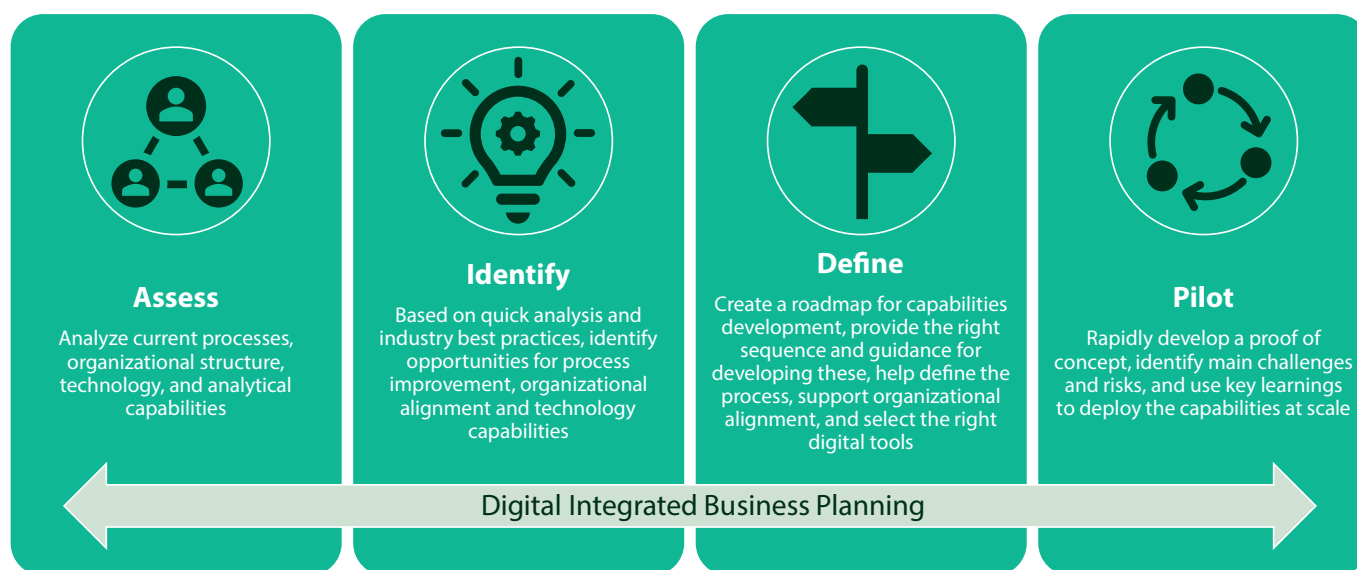 Assess
Analyze current processes,
organizational structure,
technology, and analytical
capabilities
Identify
Based on quick analysis and
industry best practices, identify
opportunities for process
improvement, organizational
alignment and technology
capabilities
Define
Create a roadmap for capabilities
development, provide the right
sequence and guidance for
developing these, help define the
process, support organizational
alignment, and select the right
digital tools
Pilot
Rapidly develop a proof of
concept, identify main challenges
and risks, and use key learnings
to deploy the capabilities at scale
Digital Integrated Business Planning